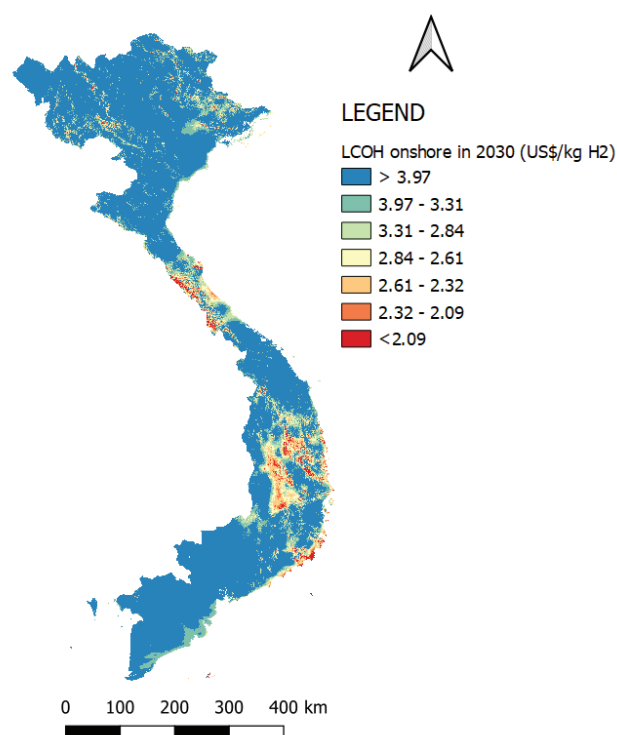 LEGEND
LCOH onshore in 2030 (US$/kg H2)
> 3.97
3.97 - 3.31
3.31 - 2.84
2.84 - 2.61
2.61 - 2.32
2.32 - 2.09
<2.09
0 100 200 300 400 km